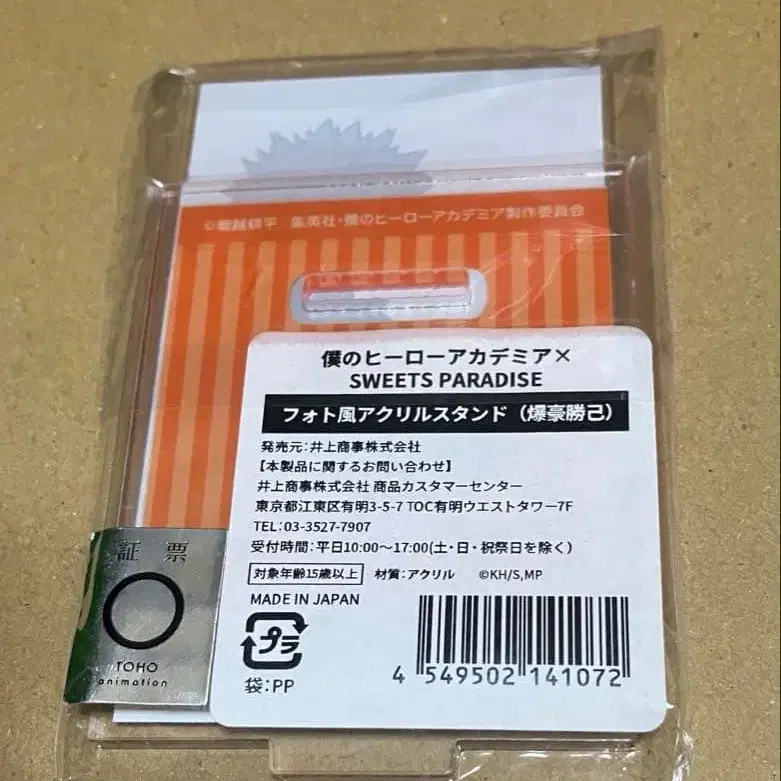 ©堀越耕平 集英社・僕のヒーローアカデミア製作委員会
僕のヒーローアカデミア×
SWEETS PARADISE
フォト風アクリルスタンド（爆豪勝己）
発売元：井上商事株式会社
【本製品に関するお問い合わせ】
井上商事株式会社 商品カスタマーセンター
東京都江東区有明3-5-7 TOC有明ウエストタワー7F
TEL：03-3527-7907
受付時間：平日10:00～17:00(土・日・祝祭日を除く)
対象年齢15歳以上 材質：アクリル ©KH/S,MP
MADE IN JAPAN
プラ
袋：PP
4 549502 141072
証票
TOHO
animation